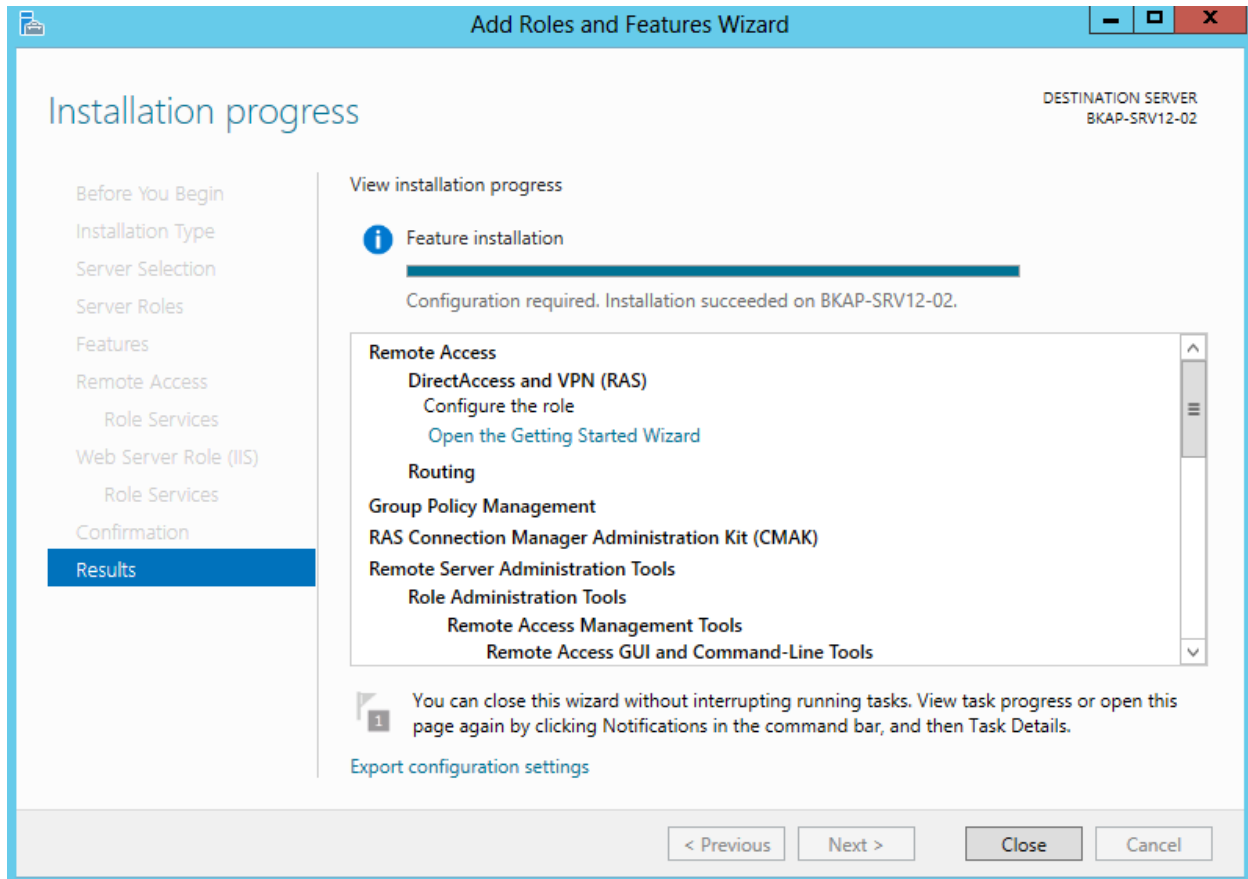 Add Roles and Features Wizard
Installation progress
DESTINATION SERVER
BKAP-SRV12-02
Before You Begin
Installation Type
Server Selection
Server Roles
Features
Remote Access
Role Services
Web Server Role (IIS)
Role Services
Confirmation
Results
View installation progress
Feature installation
Configuration required. Installation succeeded on BKAP-SRV12-02.
Remote Access
DirectAccess and VPN (RAS)
Configure the role
Open the Getting Started Wizard
Routing
Group Policy Management
RAS Connection Manager Administration Kit (CMAK)
Remote Server Administration Tools
Role Administration Tools
Remote Access Management Tools
Remote Access GUI and Command-Line Tools
1
You can close this wizard without interrupting running tasks. View task progress or open this
page again by clicking Notifications in the command bar, and then Task Details.
Export configuration settings
< Previous
Next >
Close
Cancel